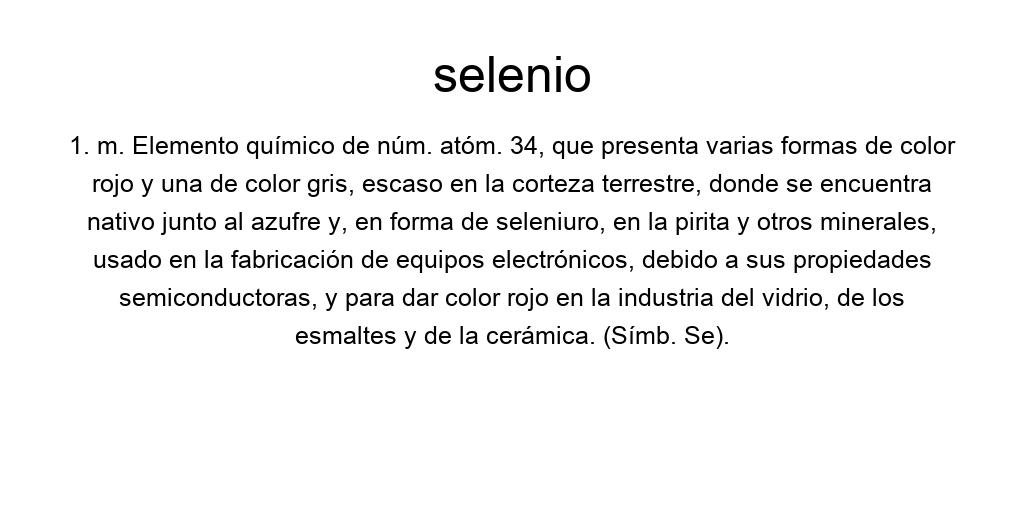 selenio
1. m. Elemento químico de núm. atóm. 34, que presenta varias formas de color
rojo y una de color gris, escaso en la corteza terrestre, donde se encuentra
nativo junto al azufre y, en forma de seleniuro, en la pirita y otros minerales,
usado en la fabricación de equipos electrónicos, debido a sus propiedades
semiconductoras, y para dar color rojo en la industria del vidrio, de los
esmaltes y de la cerámica. (Símb. Se).